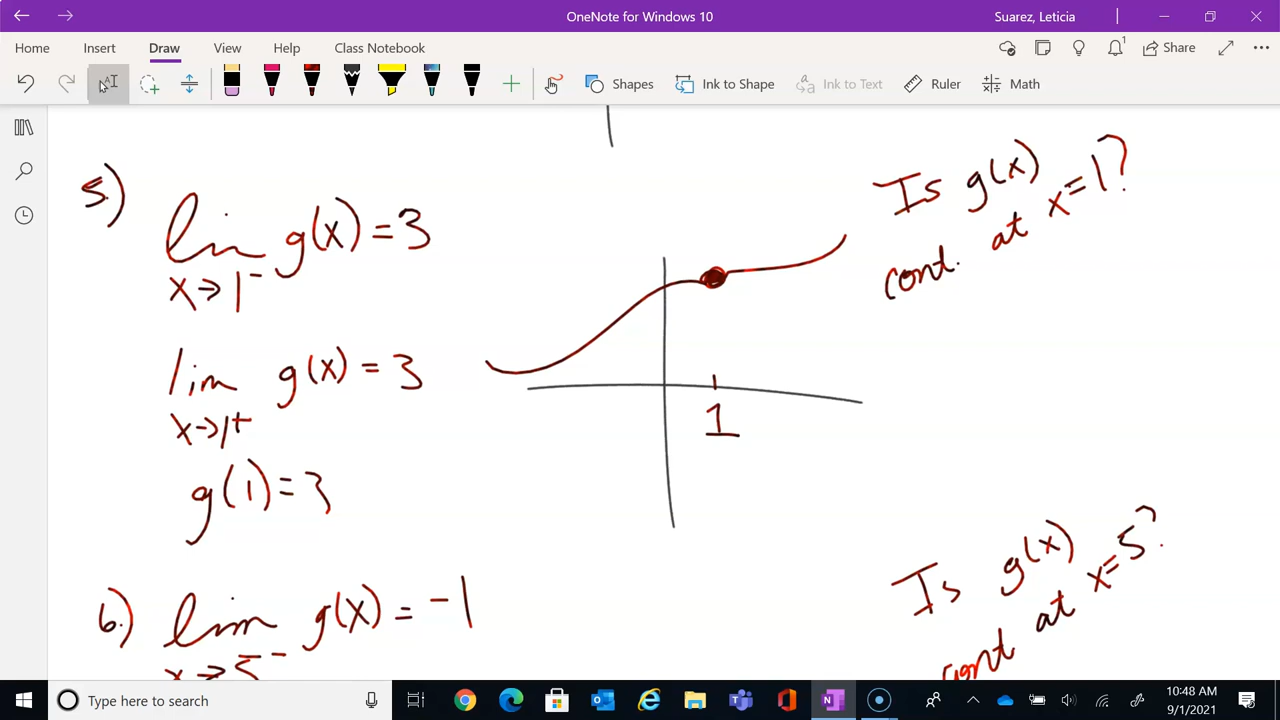 OneNote for Windows 10
Suarez, Leticia
Home Insert Draw View Help Class Notebook
1
Share
Shapes
Ink to Shape
Ink to Text
Ruler
Math
5.)
lim g(x) = 3
x→1⁻
lim g(x) = 3
x→1⁺
g(1) = 3
1
Is g(x)
cont. at x=1?
6.) lim g(x) = -1
x→5⁻
Is g(x)
cont at x=5?
Type here to search
10:48 AM
9/1/2021